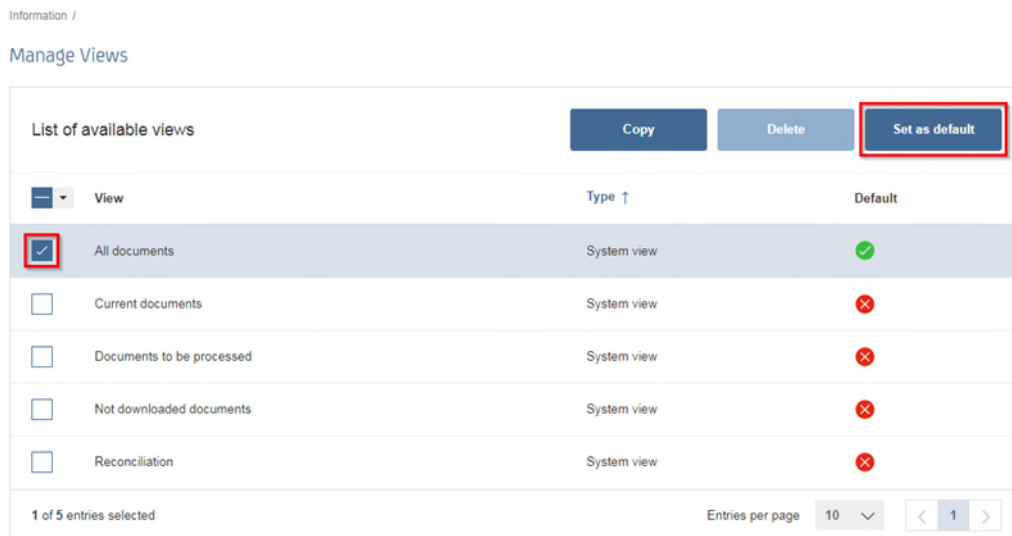 Information /
Manage Views
List of available views Copy Delete Set as default
View Type ↑ Default
All documents System view
Current documents System view
Documents to be processed System view
Not downloaded documents System view
Reconciliation System view
1 of 5 entries selected Entries per page 10 < 1 >